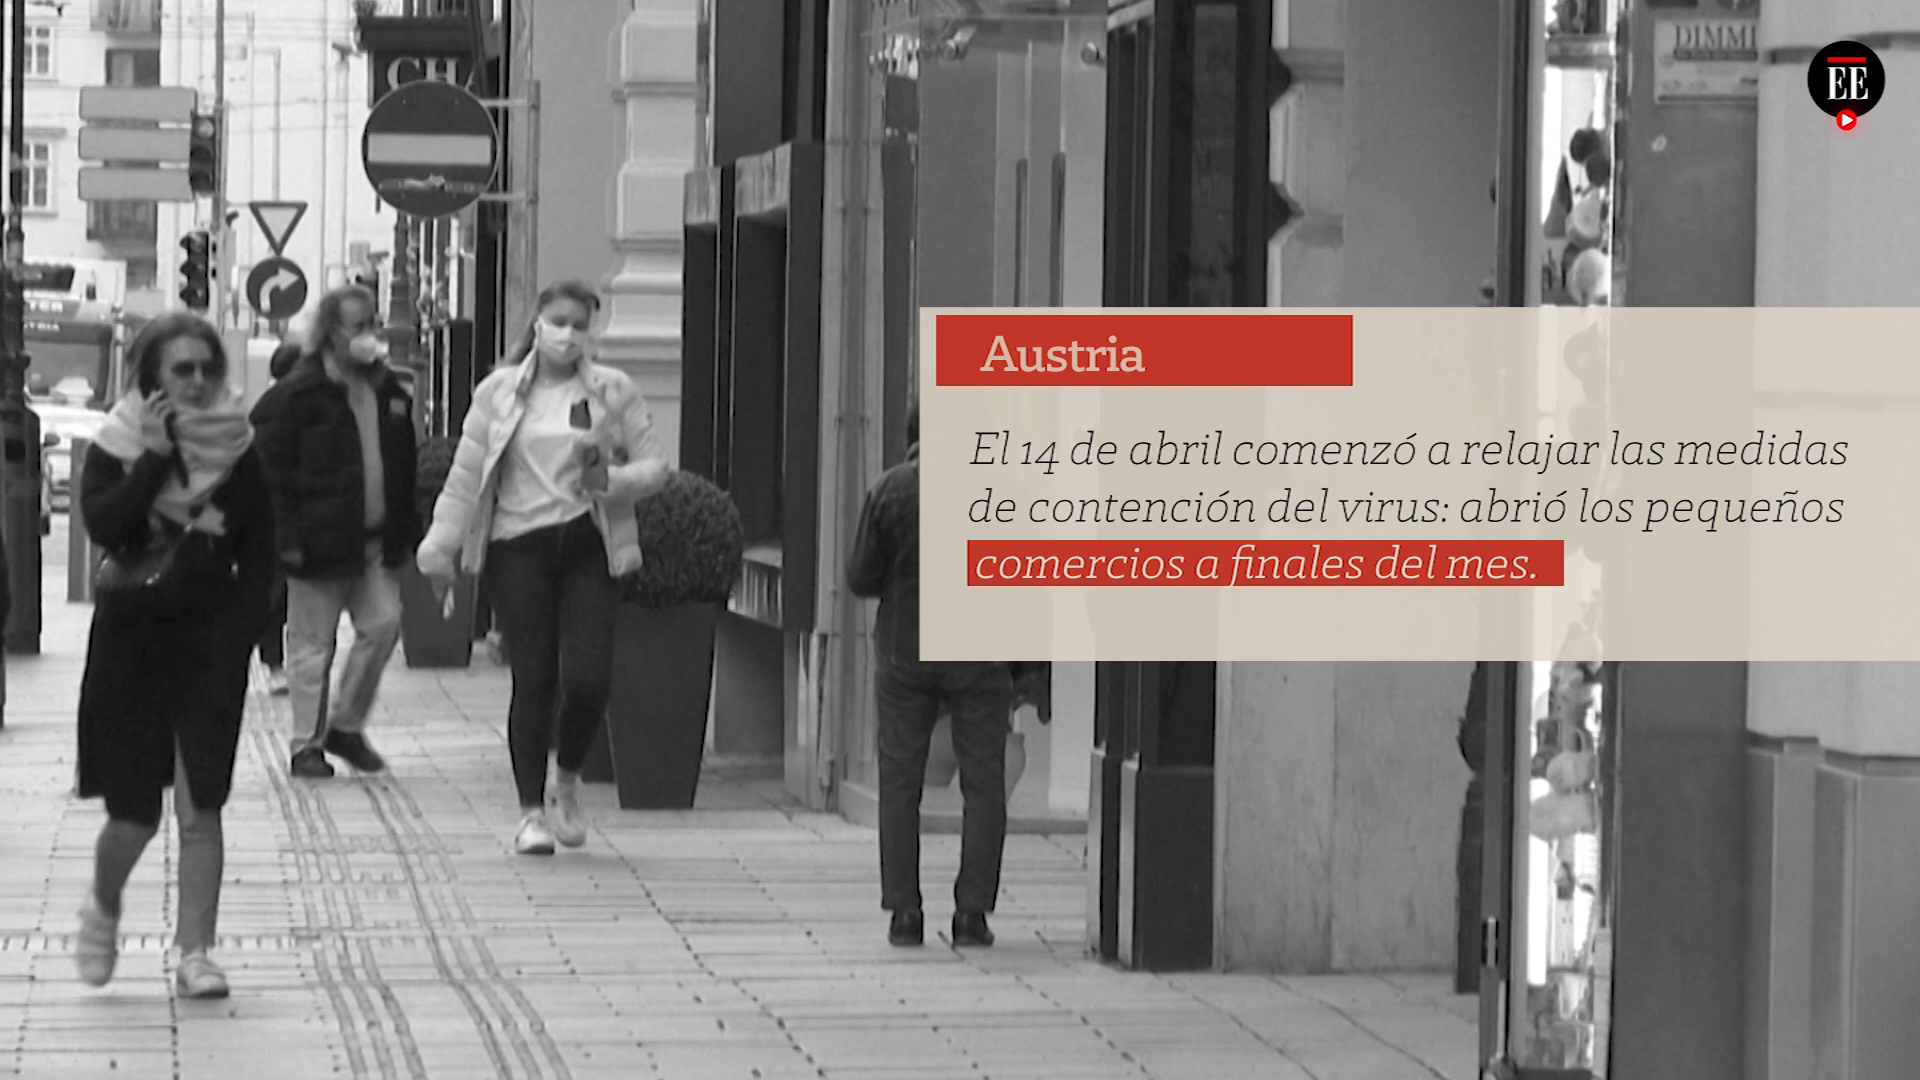 CH
DIMMI
EE
Austria
El 14 de abril comenzó a relajar las medidas
de contención del virus: abrió los pequeños
comercios a finales del mes.